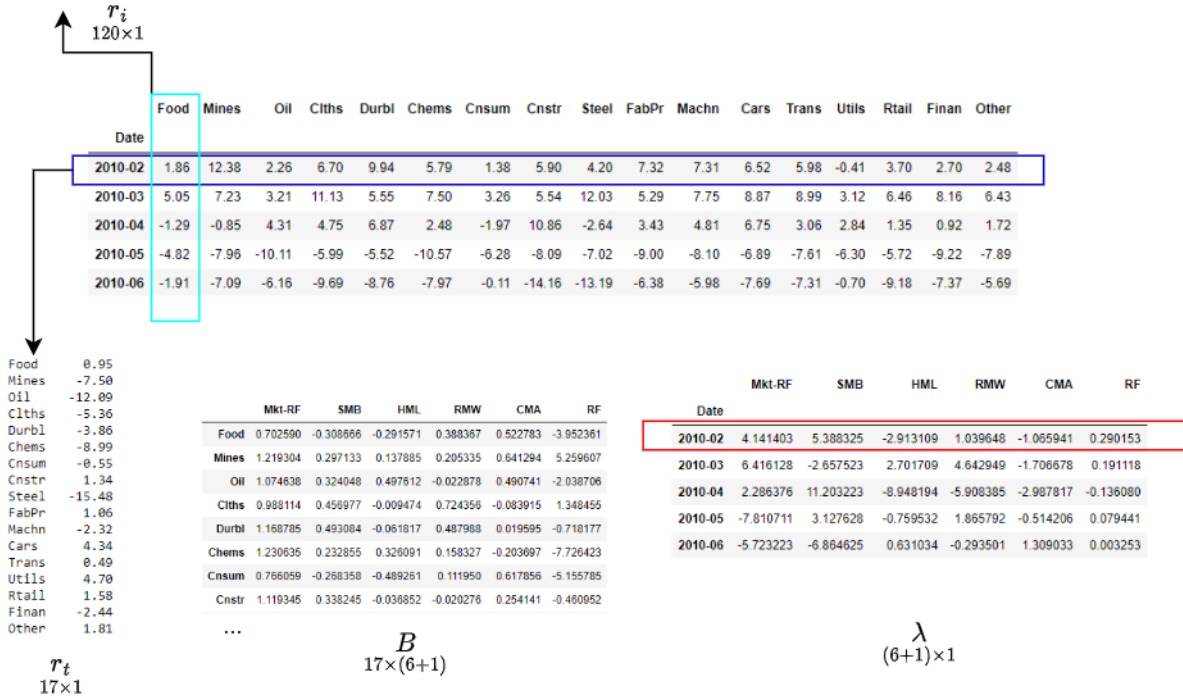 r_i
120×1
Food Mines Oil Clths Durbl Chems Cnsum Cnstr Steel FabPr Machn Cars Trans Utils Rtail Finan Other
Date
2010-02 1.86 12.38 2.26 6.70 9.94 5.79 1.38 5.90 4.20 7.32 7.31 6.52 5.98 -0.41 3.70 2.70 2.48
2010-03 5.05 7.23 3.21 11.13 5.55 7.50 3.26 5.54 12.03 5.29 7.75 8.87 8.99 3.12 6.46 8.16 6.43
2010-04 -1.29 -0.85 4.31 4.75 6.87 2.48 -1.97 10.86 -2.64 3.43 4.81 6.75 3.06 2.84 1.35 0.92 1.72
2010-05 -4.82 -7.96 -10.11 -5.99 -5.52 -10.57 -6.28 -8.09 -7.02 -9.00 -8.10 -6.89 -7.61 -6.30 -5.72 -9.22 -7.89
2010-06 -1.91 -7.09 -6.16 -9.69 -8.76 -7.97 -0.11 -14.16 -13.19 -6.38 -5.98 -7.69 -7.31 -0.70 -9.18 -7.37 -5.69
Food 0.95
Mines -7.50
Oil -12.09
Clths -5.36
Durbl -3.86
Chems -8.99
Cnsum -0.55
Cnstr 1.34
Steel -15.48
FabPr 1.06
Machn -2.32
Cars 4.34
Trans 0.49
Utils 4.70
Rtail 1.58
Finan -2.44
Other 1.81
r_t
17×1
Mkt-RF SMB HML RMW CMA RF
Food 0.702590 -0.308666 -0.291571 0.388367 0.522783 -3.952361
Mines 1.219304 0.297133 0.137885 0.205335 0.641294 5.259607
Oil 1.074638 0.324048 0.497612 -0.022878 0.490741 -2.038706
Clths 0.988114 0.456977 -0.009474 0.724356 -0.083915 1.348455
Durbl 1.168785 0.493084 -0.061817 0.487988 0.019595 -0.718177
Chems 1.230635 0.232855 0.326091 0.158327 -0.203697 -7.726423
Cnsum 0.766059 -0.268358 -0.489261 0.111950 0.617856 -5.155785
Cnstr 1.119345 0.338245 -0.036852 -0.020276 0.254141 -0.460952
...
B
17×(6+1)
Mkt-RF SMB HML RMW CMA RF
Date
2010-02 4.141403 5.388325 -2.913109 1.039648 -1.065941 0.290153
2010-03 6.416128 -2.657523 2.701709 4.642949 -1.706678 0.191118
2010-04 2.286376 11.203223 -8.948194 -5.908385 -2.987817 -0.136080
2010-05 -7.810711 3.127628 -0.759532 1.865792 -0.514206 0.079441
2010-06 -5.723223 -6.864625 0.631034 -0.293501 1.309033 0.003253
λ
(6+1)×1